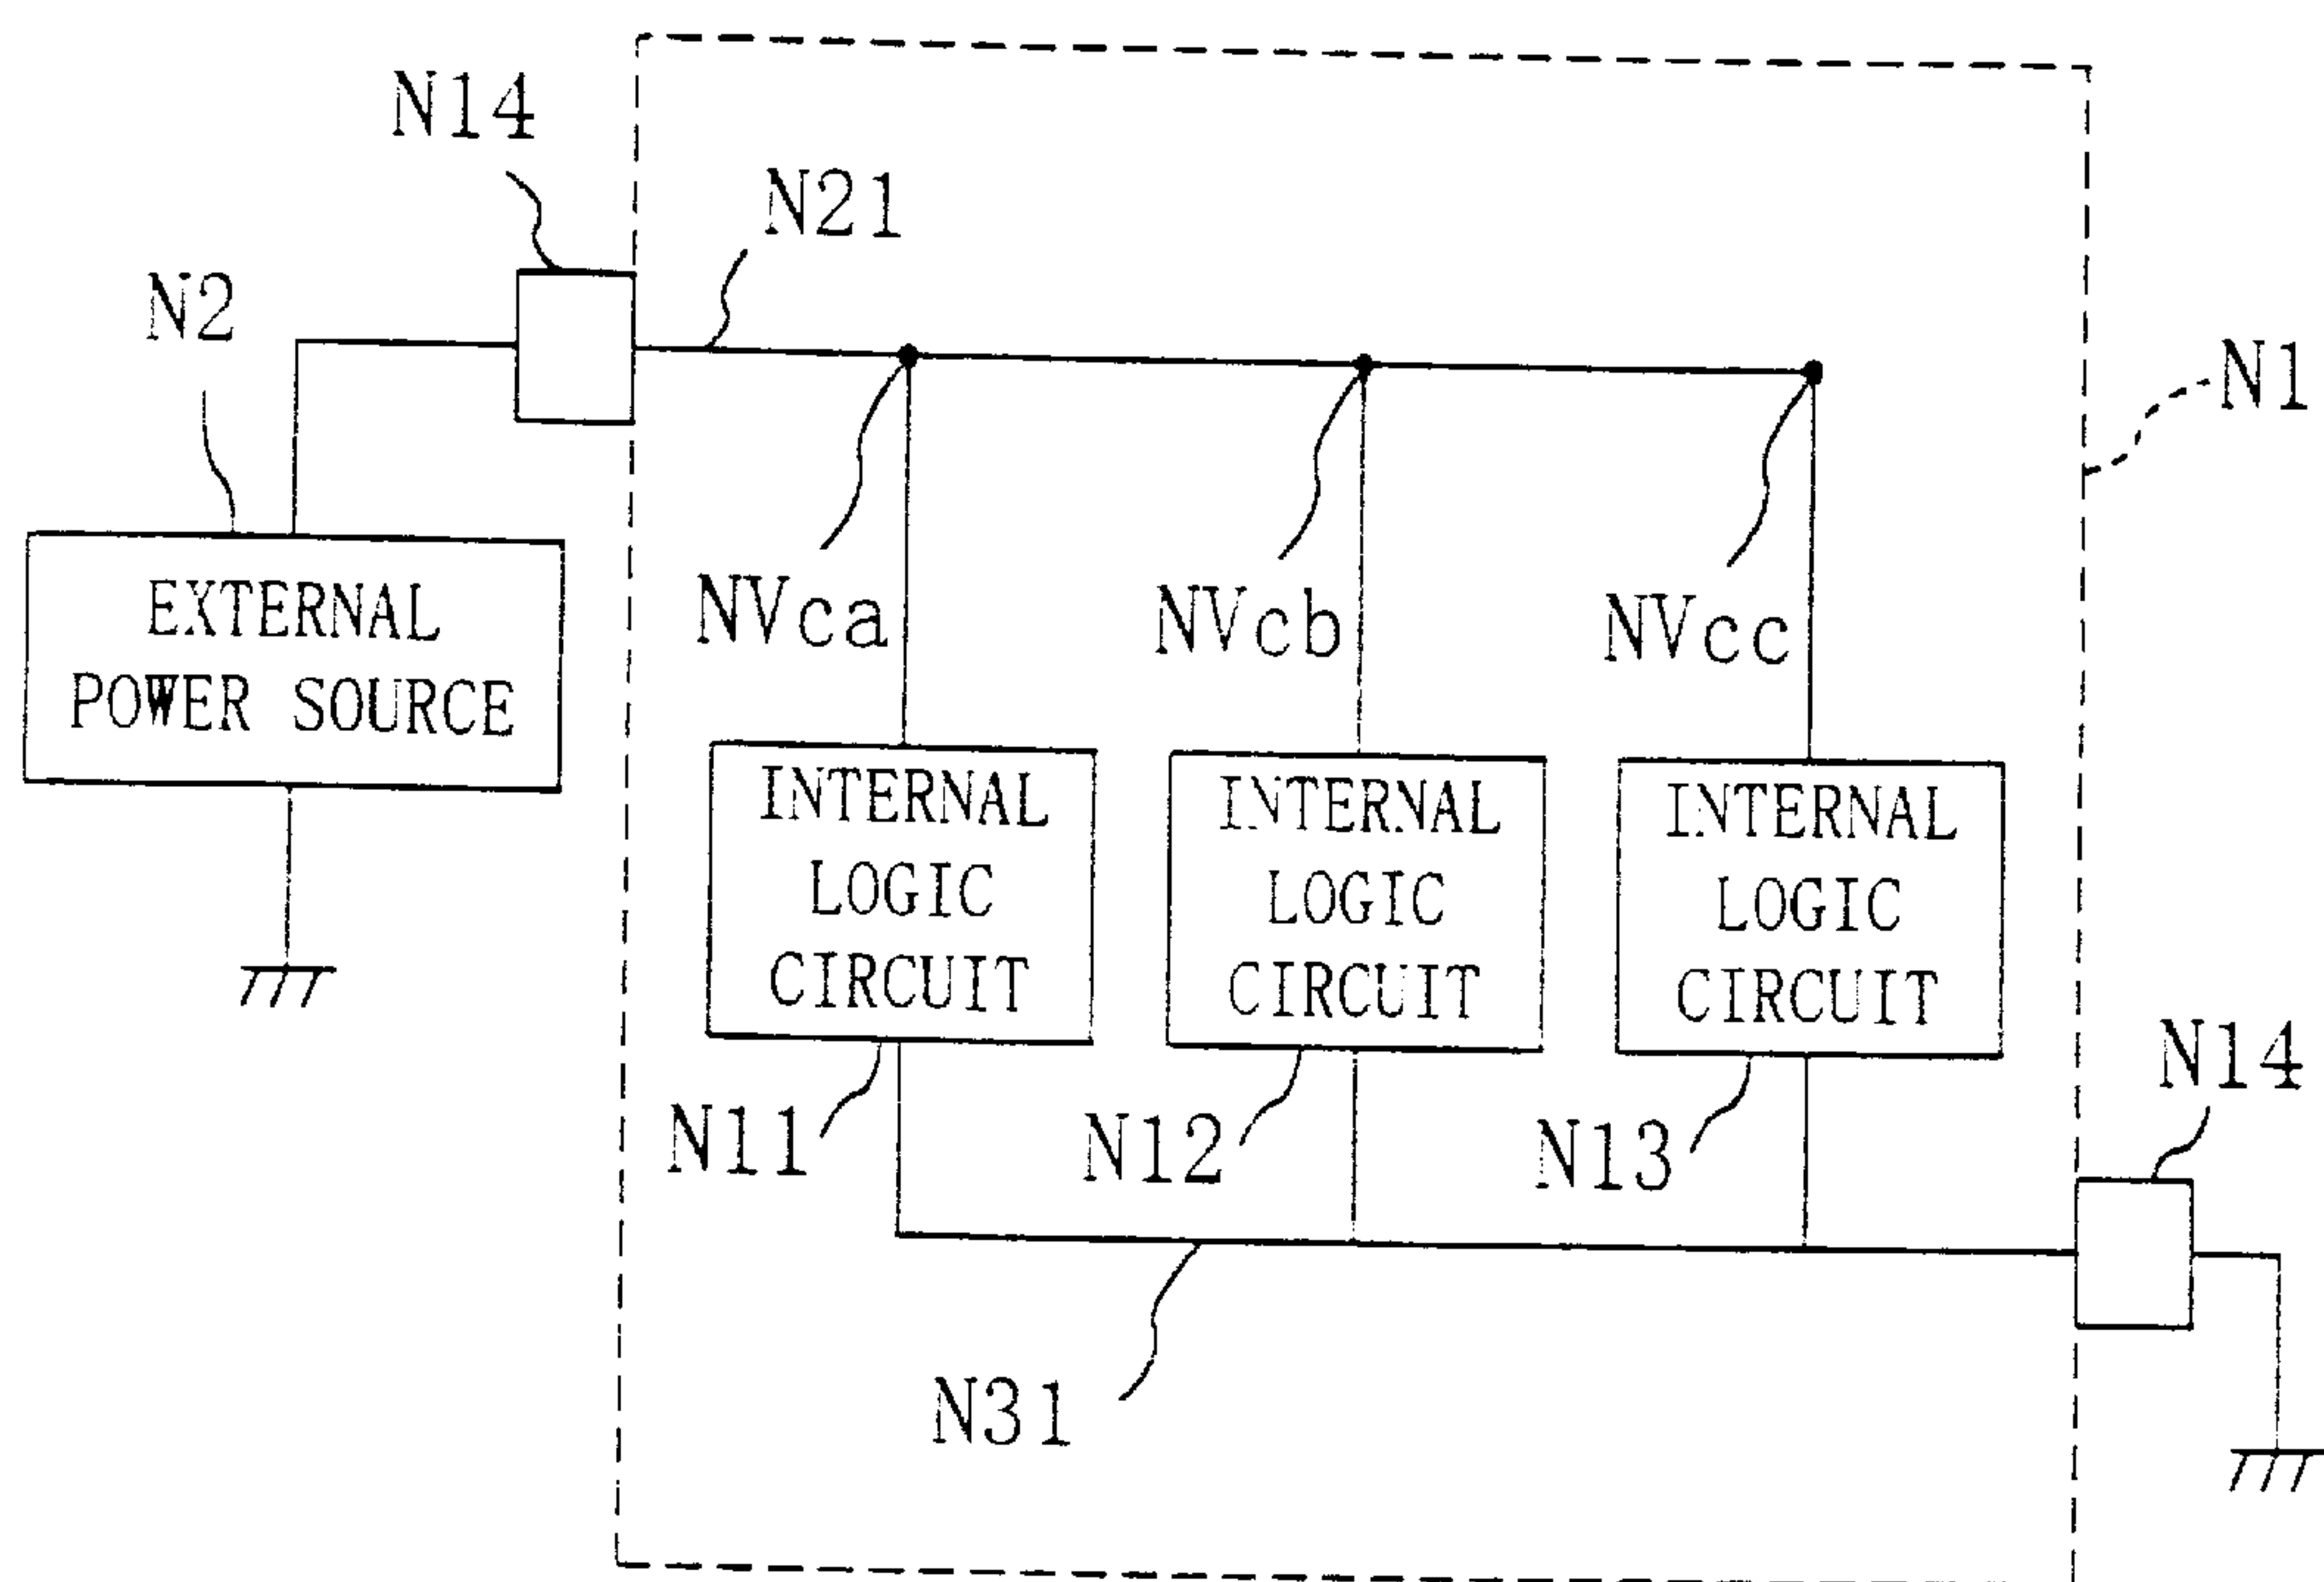 N14
N21
N2
N1
EXTERNAL
POWER SOURCE
NVca
NVcb
NVcc
INTERNAL
LOGIC
CIRCUIT
INTERNAL
LOGIC
CIRCUIT
INTERNAL
LOGIC
CIRCUIT
N11
N12
N13
N14
N31